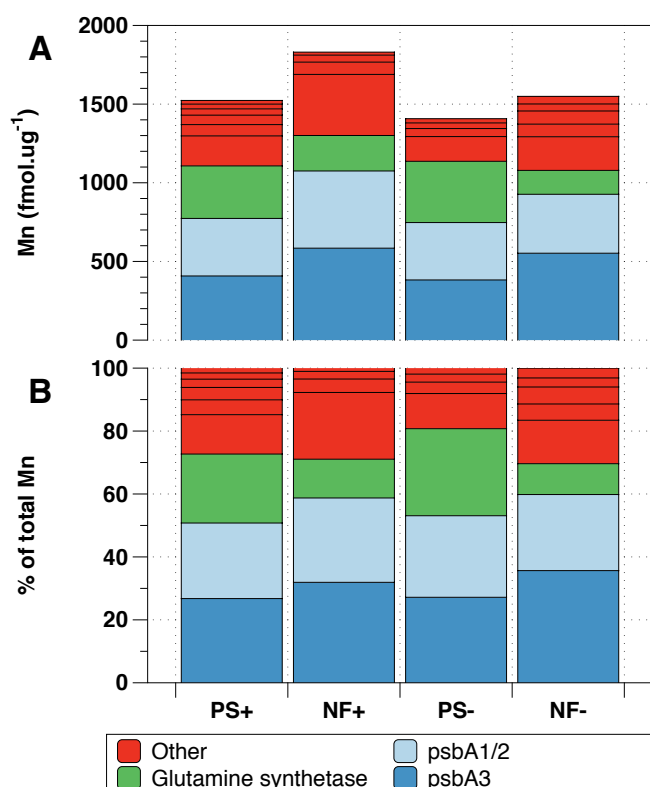 A
Mn (fmol.ug⁻¹)
2000
1500
1000
500
0
B
% of total Mn
100
80
60
40
20
0
PS+ NF+ PS- NF-
Other psbA1/2
Glutamine synthetase psbA3